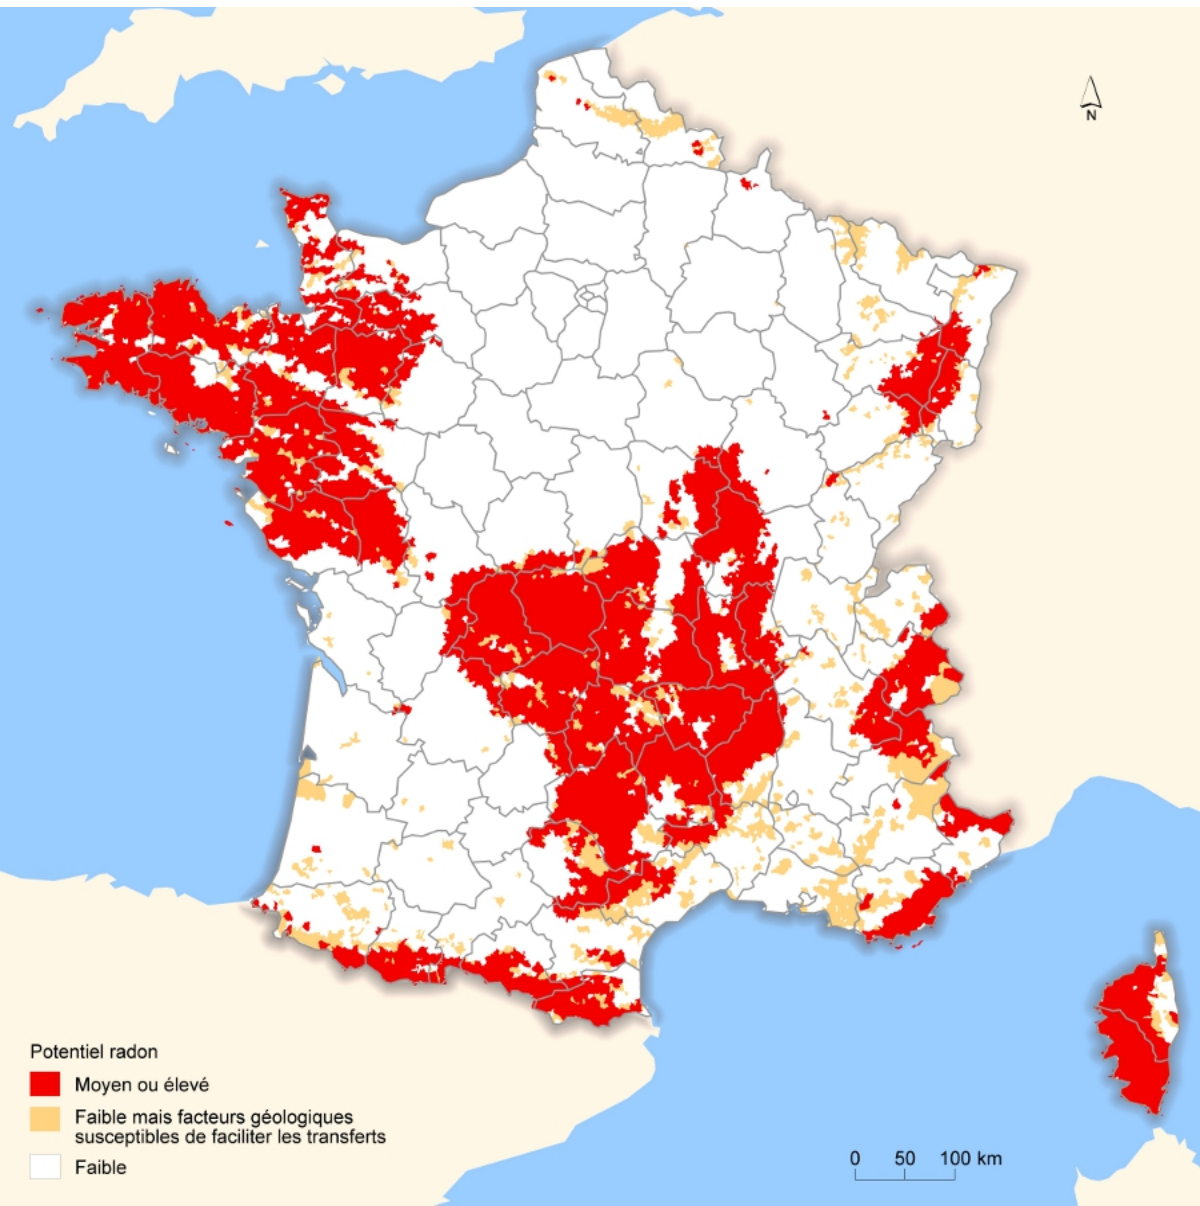 N
Potentiel radon
Moyen ou élevé
Faible mais facteurs géologiques
susceptibles de faciliter les transferts
Faible
0 50 100 km